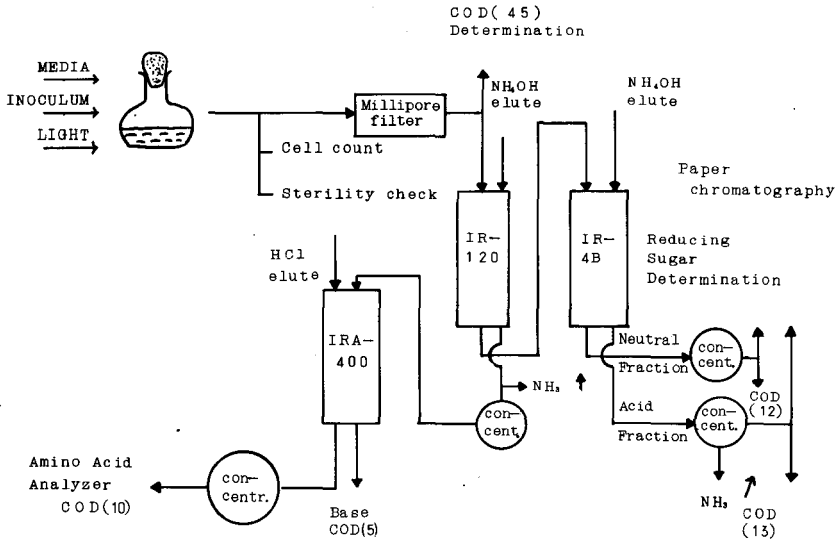 COD( 45)
Determination
MEDIA
INOCULUM
LIGHT
Millipore
filter
NH₄OH
elute
NH₄OH
elute
Cell count
Sterility check
Paper
chromatography
HCl
elute
IR-
120
IR-
4B
Reducing
Sugar
Determination
IRA-
400
Neutral
Fraction
con-
cent.
NH₃
COD
(12)
con-
cent.
Acid
Fraction
con-
cent.
Amino Acid
Analyzer
COD(10)
con-
centr.
Base
COD(5)
NH₃
COD
(13)